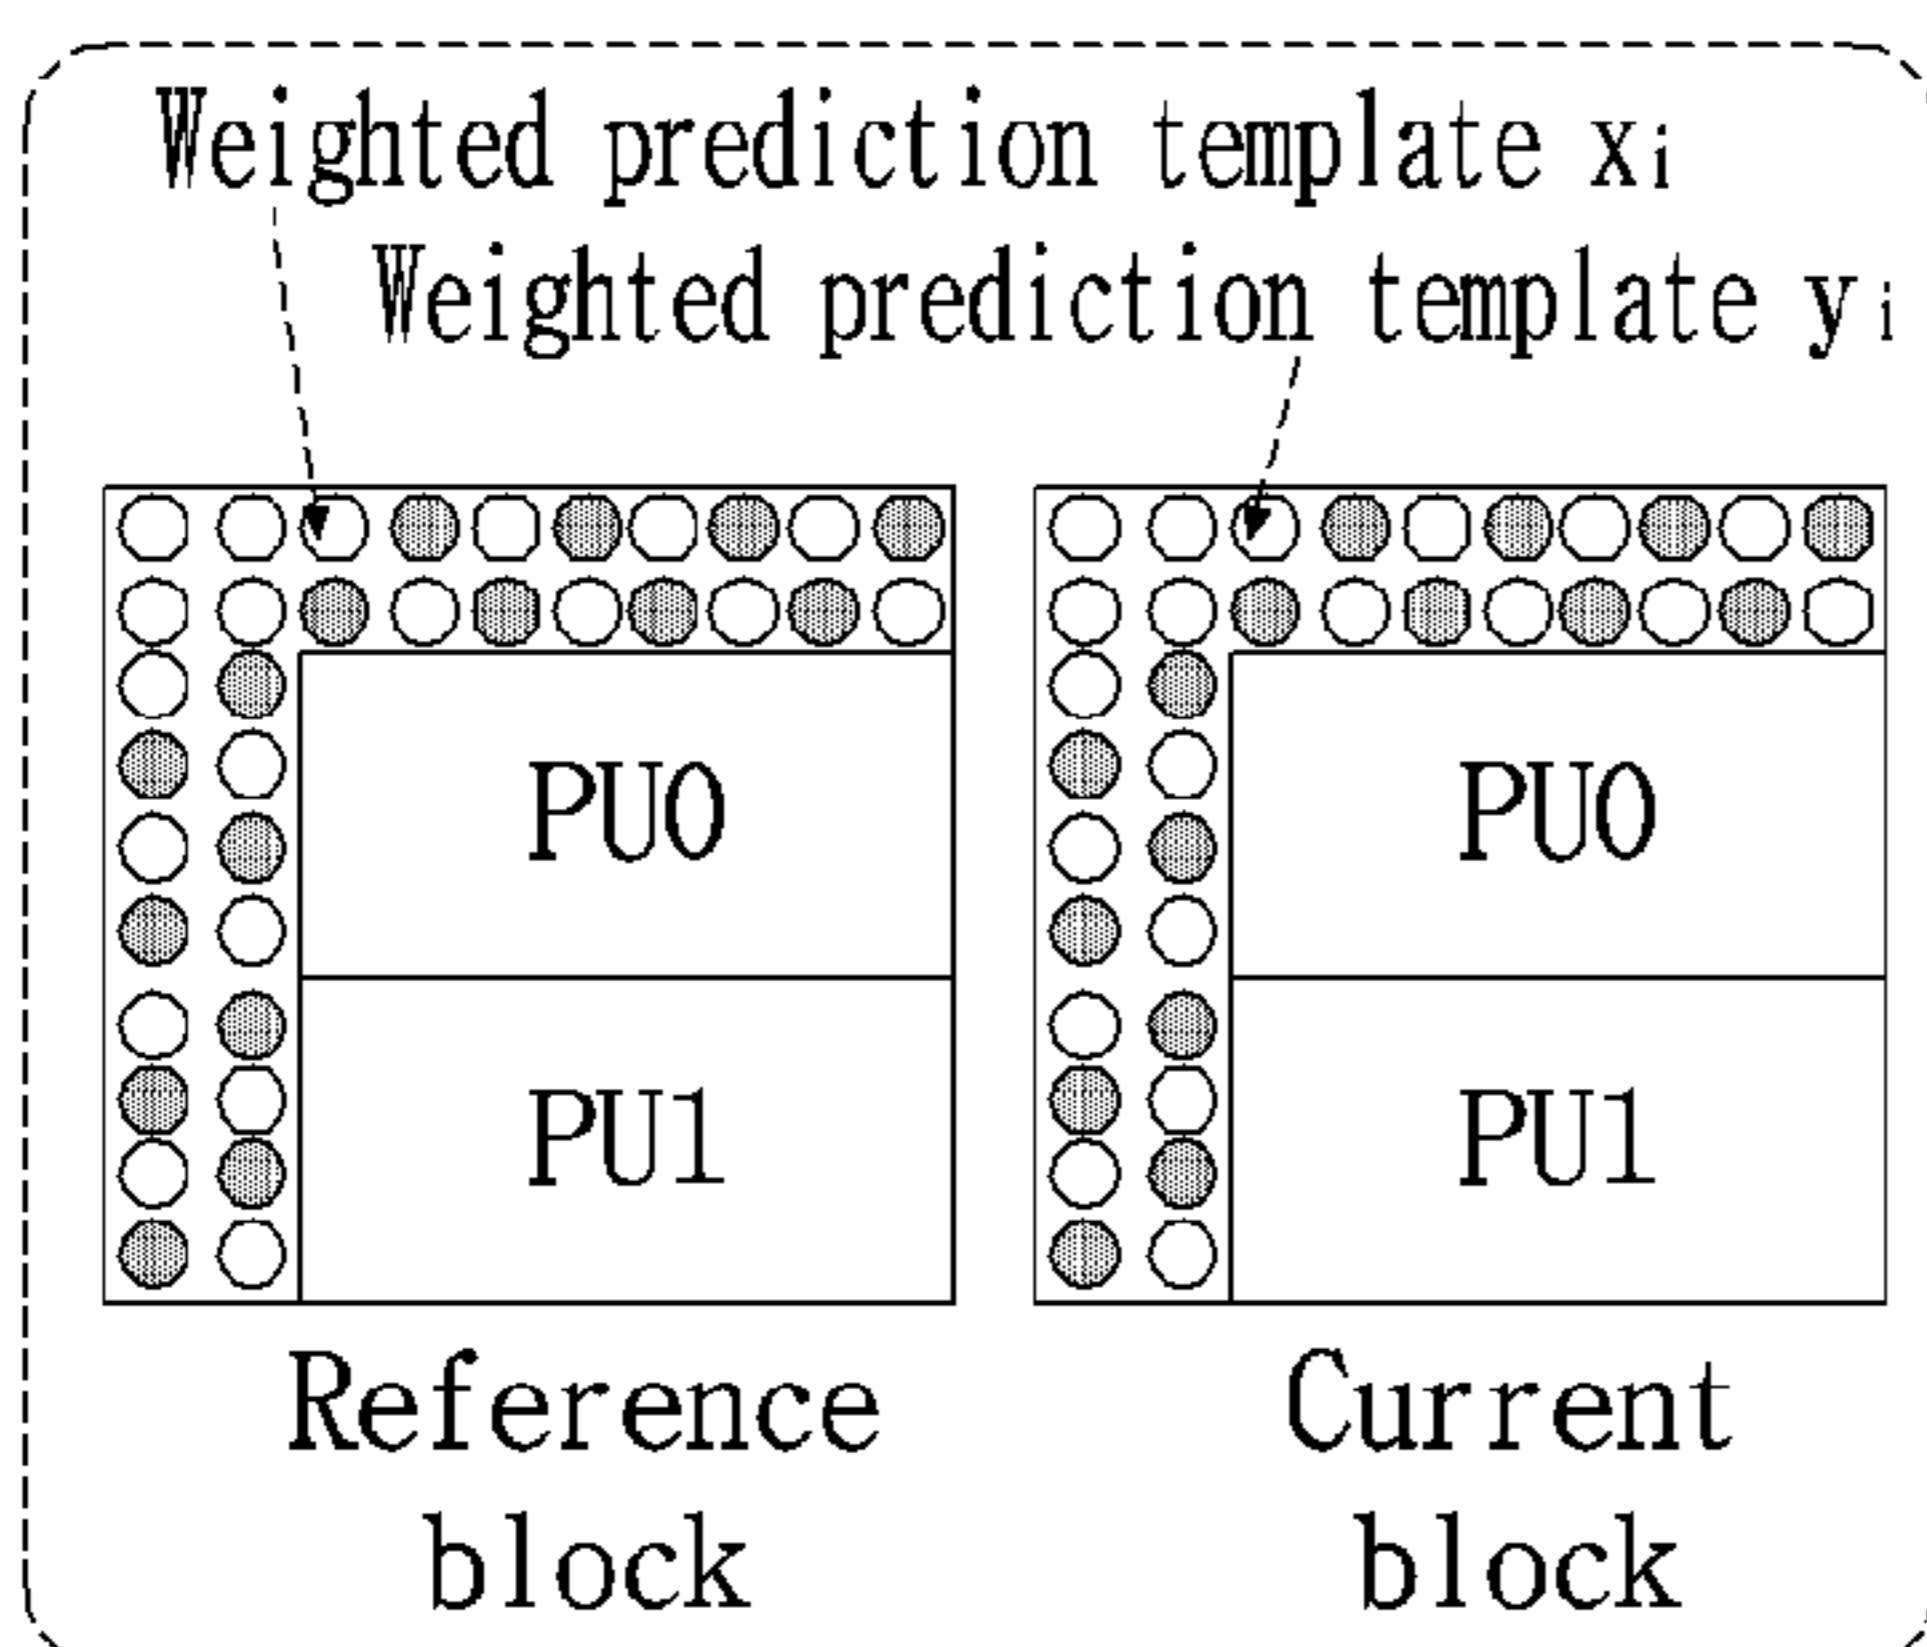 Weighted prediction template xi
Weighted prediction template yi
PU0 PU0
PU1 PU1
Reference block
Current block